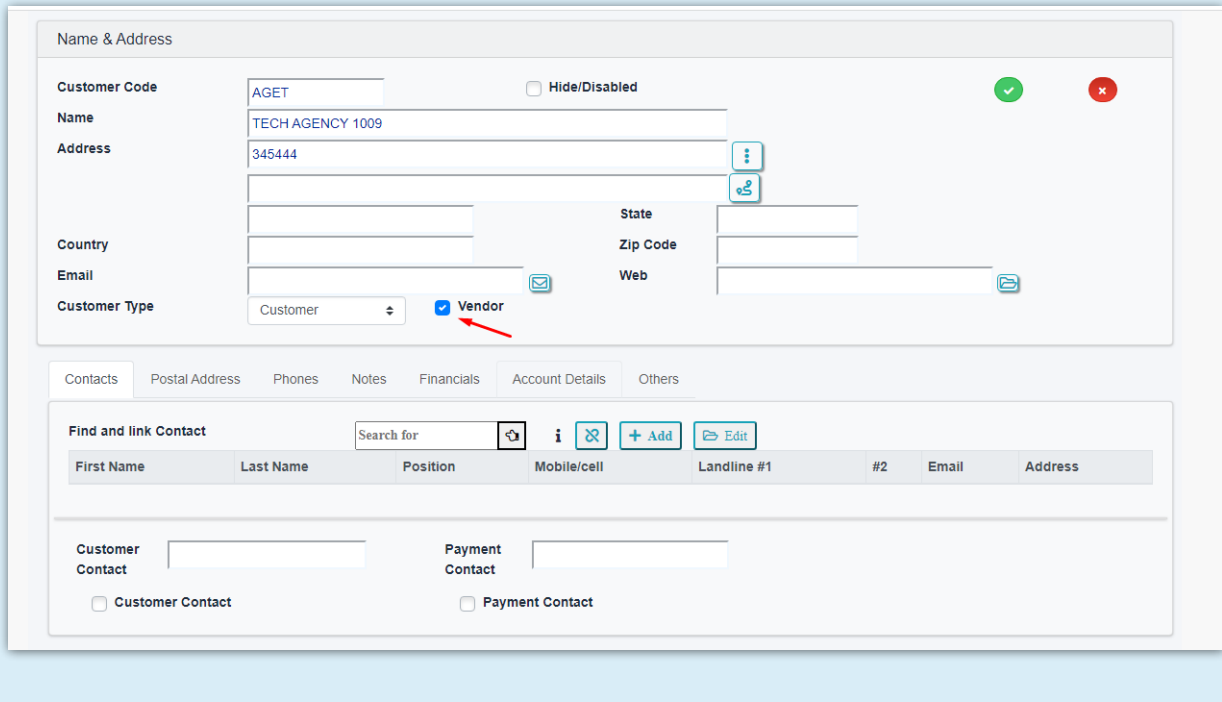 Name & Address
Customer Code AGET Hide/Disabled
Name TECH AGENCY 1009
Address 345444
State
Country Zip Code
Email Web
Customer Type Customer Vendor
Contacts Postal Address Phones Notes Financials Account Details Others
Find and link Contact Search for i + Add Edit
First Name Last Name Position Mobile/cell Landline #1 #2 Email Address
Customer Payment
Contact Contact
Customer Contact Payment Contact